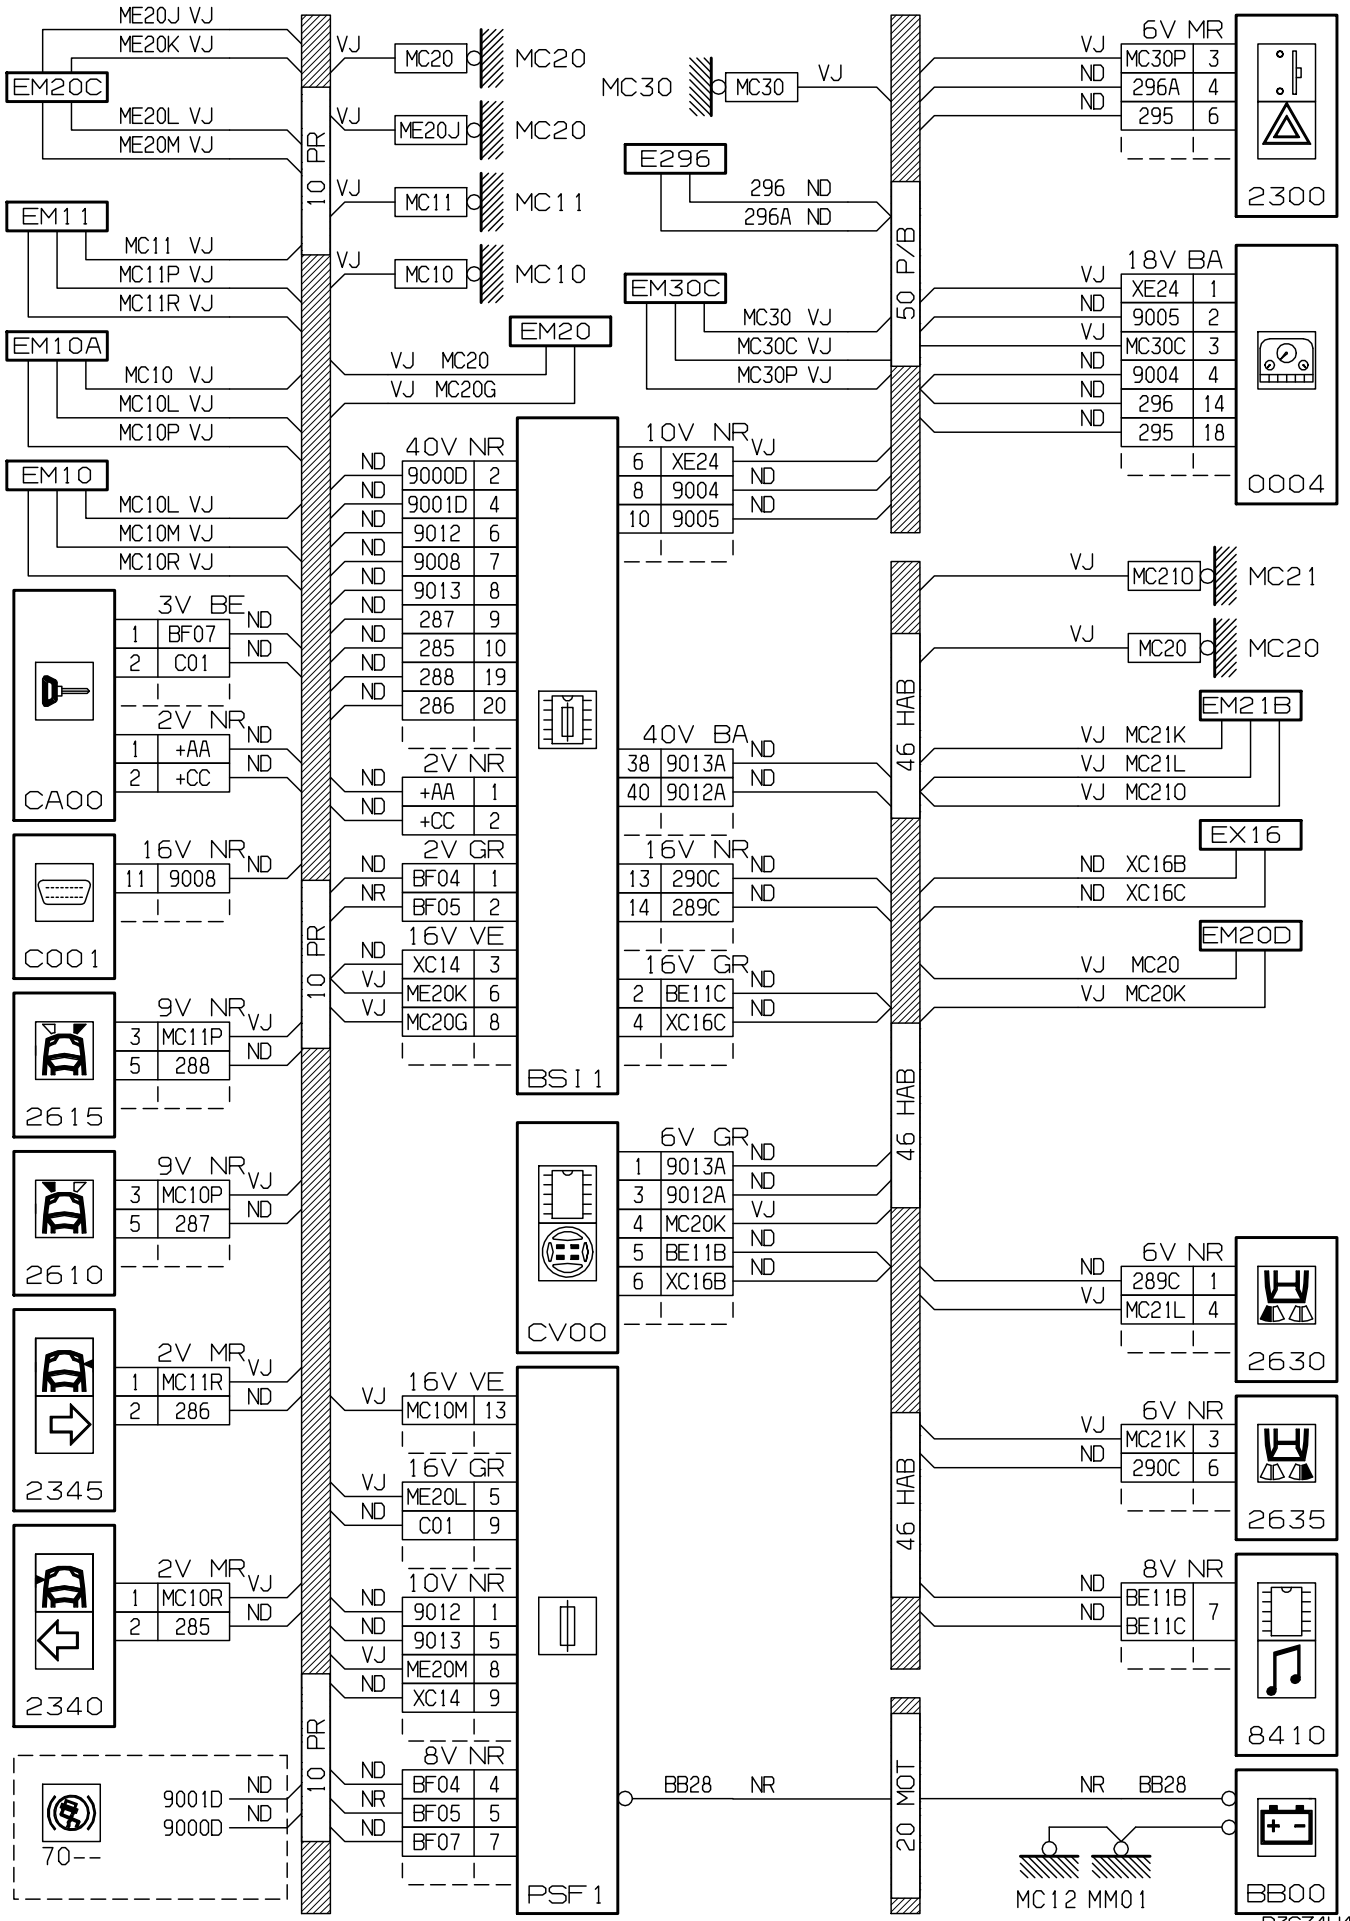 ME20J VJ
ME20K VJ
EM20C
ME20L VJ
ME20M VJ
EM11
MC11 VJ
MC11P VJ
MC11R VJ
EM10A
MC10 VJ
MC10L VJ
MC10P VJ
EM10
MC10L VJ
MC10M VJ
MC10R VJ
3V BE
1 BF07 ND
2 C01 ND
2V NR
1 +AA ND
2 +CC ND
CA00
16V NR
11 9008 ND
C001
9V NR
3 MC11P VJ
5 288 ND
2615
9V NR
3 MC10P VJ
5 287 ND
2610
2V MR
1 MC11R VJ
2 286 ND
2345
2V MR
1 MC10R VJ
2 285 ND
2340
9001D ND
9000D ND
70--
10 PR
10 PR
10 PR
VJ MC20 MC20
VJ ME20J MC20
VJ MC11 MC11
VJ MC10 MC10
EM20
VJ MC20
VJ MC20G
40V NR
ND 9000D 2
ND 9001D 4
ND 9012 6
ND 9008 7
ND 9013 8
ND 287 9
ND 285 10
ND 288 19
ND 286 20
2V NR
ND +AA 1
ND +CC 2
2V GR
ND BF04 1
NR BF05 2
16V VE
ND XC14 3
VJ ME20K 6
VJ MC20G 8
BSI1
10V NR
6 XE24 VJ
8 9004 ND
10 9005 ND
40V BA
38 9013A ND
40 9012A ND
16V NR
13 290C ND
14 289C ND
16V GR
2 BE11C ND
4 XC16C ND
6V GR
1 9013A ND
3 9012A ND
4 MC20K VJ
5 BE11B ND
6 XC16B ND
CV00
16V VE
VJ MC10M 13
16V GR
VJ ME20L 5
ND C01 9
10V NR
ND 9012 1
ND 9013 5
VJ ME20M 8
ND XC14 9
8V NR
ND BF04 4
NR BF05 5
ND BF07 7
PSF1
BB28 NR
MC30 MC30 VJ
E296
296 ND
296A ND
EM30C
MC30 VJ
MC30C VJ
MC30P VJ
50 P/B
46 HAB
46 HAB
46 HAB
20 MOT
6V MR
VJ MC30P 3
ND 296A 4
ND 295 6
2300
18V BA
VJ XE24 1
ND 9005 2
VJ MC30C 3
ND 9004 4
ND 296 14
ND 295 18
0004
VJ MC210 MC21
VJ MC20 MC20
EM21B
VJ MC21K
VJ MC21L
VJ MC210
EX16
ND XC16B
ND XC16C
EM20D
VJ MC20
VJ MC20K
6V NR
ND 289C 1
VJ MC21L 4
2630
6V NR
VJ MC21K 3
ND 290C 6
2635
8V NR
ND BE11B 7
ND BE11C
8410
NR BB28
MC12 MM01
+ -
BB00